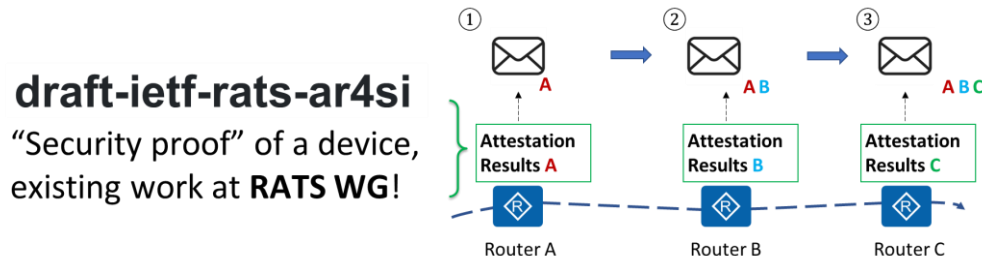 draft-ietf-rats-ar4si
“Security proof” of a device,
existing work at RATS WG!
① ② ③
A A B A B C
Attestation Results A
Attestation Results B
Attestation Results C
R R R
Router A Router B Router C